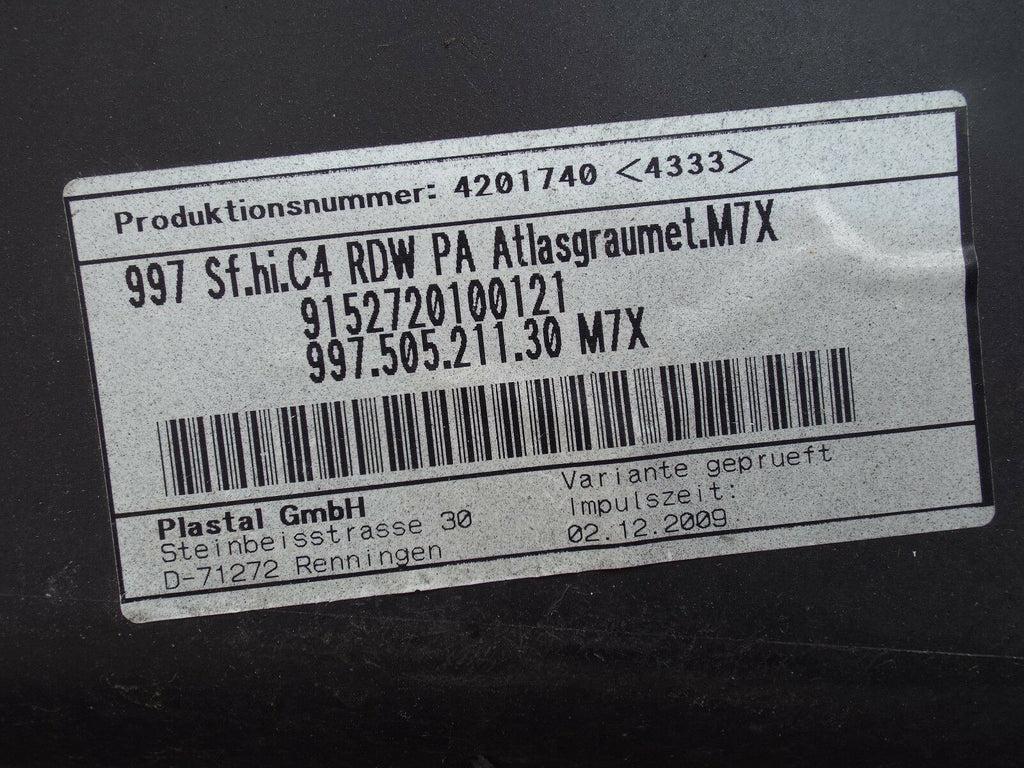 Produktionsnummer: 4201740 <4333>
997 Sf.hi.C4 RDW PA Atlasgraumet.M7X
9152720100121
997.505.211.30 M7X
Plastal GmbH
Steinbeisstrasse 30
D-71272 Renningen
Variante geprueft
Impulszeit:
02.12.2009